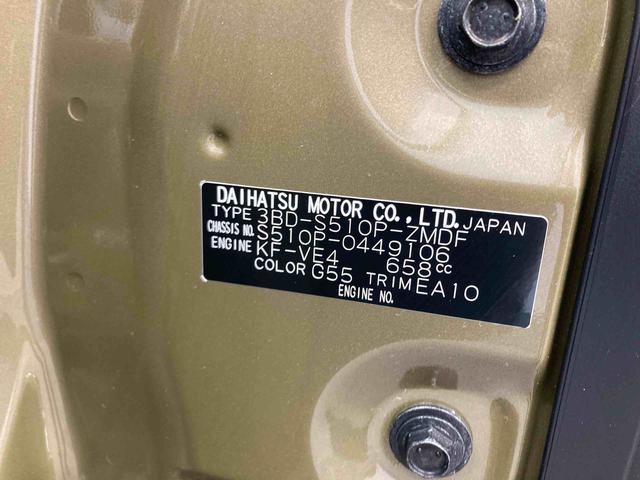 DAIHATSU MOTOR CO.,LTD. JAPAN
TYPE 3BD-S510P-ZMDF
CHASSIS NO. S510P-0449106
ENGINE KF-VE4 658cc
COLOR G55 TRIM EA10
ENGINE NO.